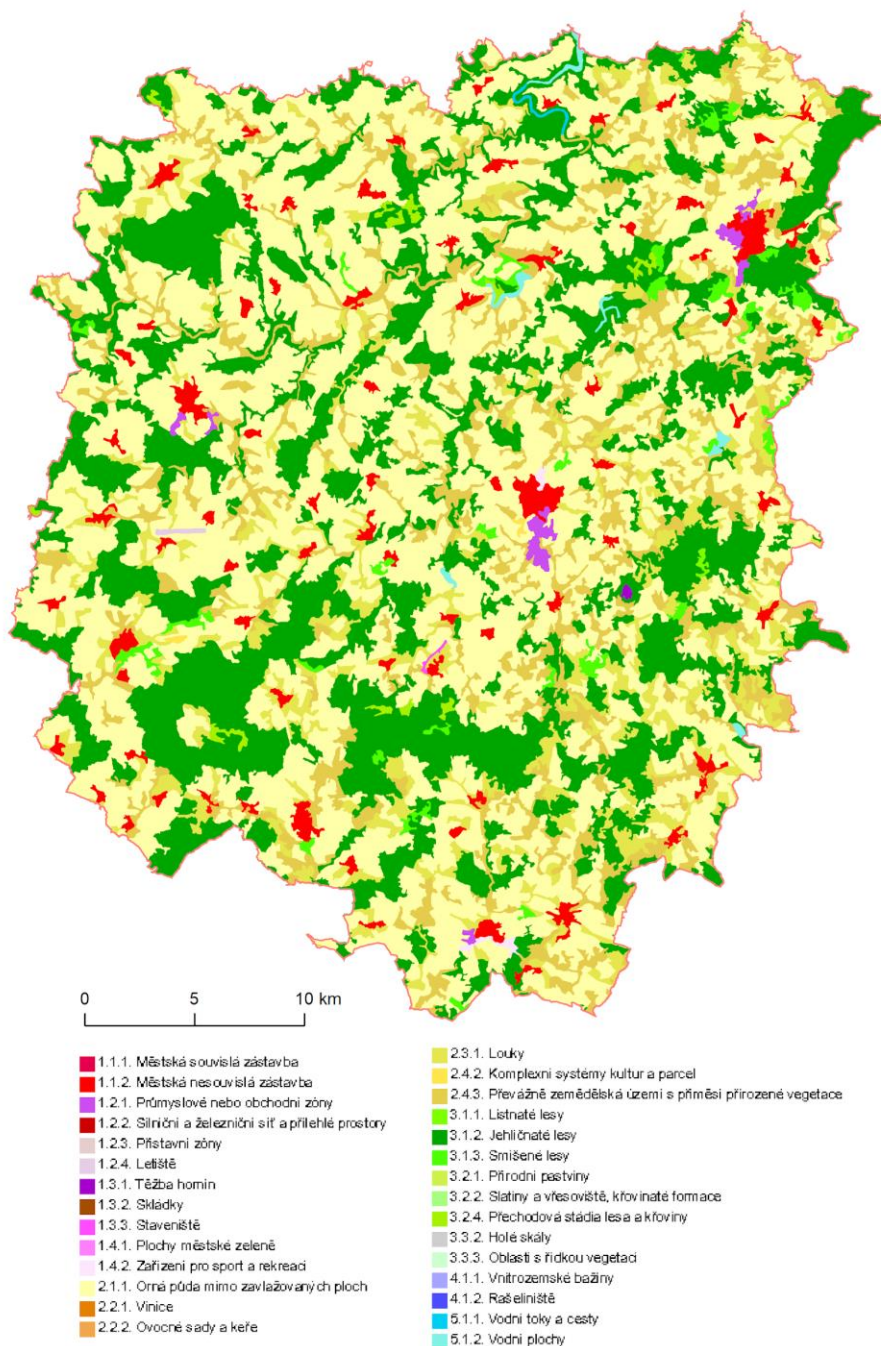 0 5 10 km
1.1.1. Městská souvislá zástavba
1.1.2. Městská nesouvislá zástavba
1.2.1. Průmyslové nebo obchodní zóny
1.2.2. Silniční a železniční síť a přilehlé prostory
1.2.3. Přístavní zóny
1.2.4. Letiště
1.3.1. Těžba hornin
1.3.2. Skládky
1.3.3. Staveniště
1.4.1. Plochy městské zeleně
1.4.2. Zařízení pro sport a rekreaci
2.1.1. Orná půda mimo zavlažovaných ploch
2.2.1. Vinice
2.2.2. Ovocné sady a keře
2.3.1. Louky
2.4.2. Komplexní systémy kultur a parcel
2.4.3. Převážně zemědělská území s příměsí přirozené vegetace
3.1.1. Listnaté lesy
3.1.2. Jehličnaté lesy
3.1.3. Smíšené lesy
3.2.1. Přírodní pastviny
3.2.2. Slatiny a vřesoviště, křovinaté formace
3.2.4. Přechodová stádia lesa a křoviny
3.3.2. Holé skály
3.3.3. Oblasti s řídkou vegetací
4.1.1. Vnitrozemské bažiny
4.1.2. Rašeliniště
5.1.1. Vodní toky a cesty
5.1.2. Vodní plochy